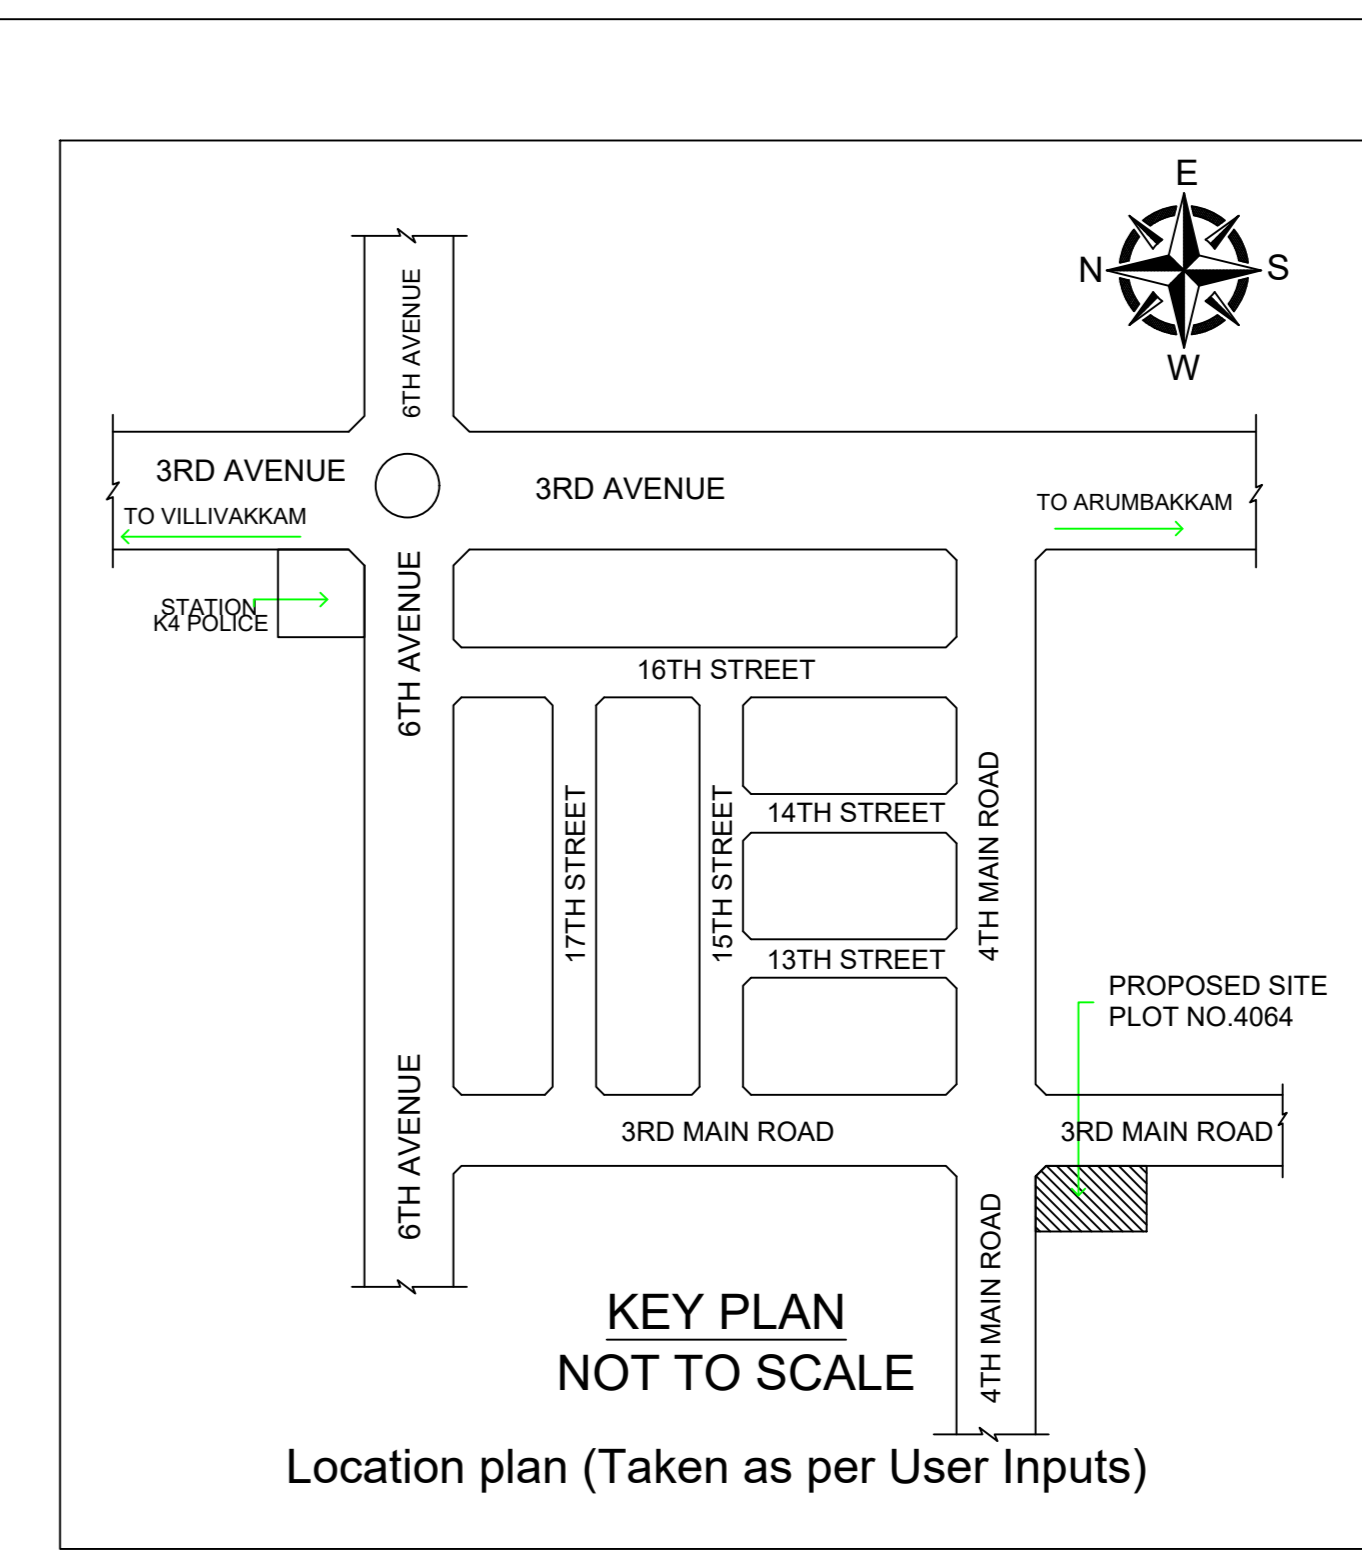 E
N
S
W
6TH AVENUE
3RD AVENUE
3RD AVENUE
TO VILLIVAKKAM
TO ARUMBAKKAM
STATION
K4 POLICE
6TH AVENUE
16TH STREET
17TH STREET
15TH STREET
14TH STREET
4TH MAIN ROAD
13TH STREET
PROPOSED SITE
PLOT NO.4064
6TH AVENUE
3RD MAIN ROAD
3RD MAIN ROAD
4TH MAIN ROAD
KEY PLAN
NOT TO SCALE
Location plan (Taken as per User Inputs)